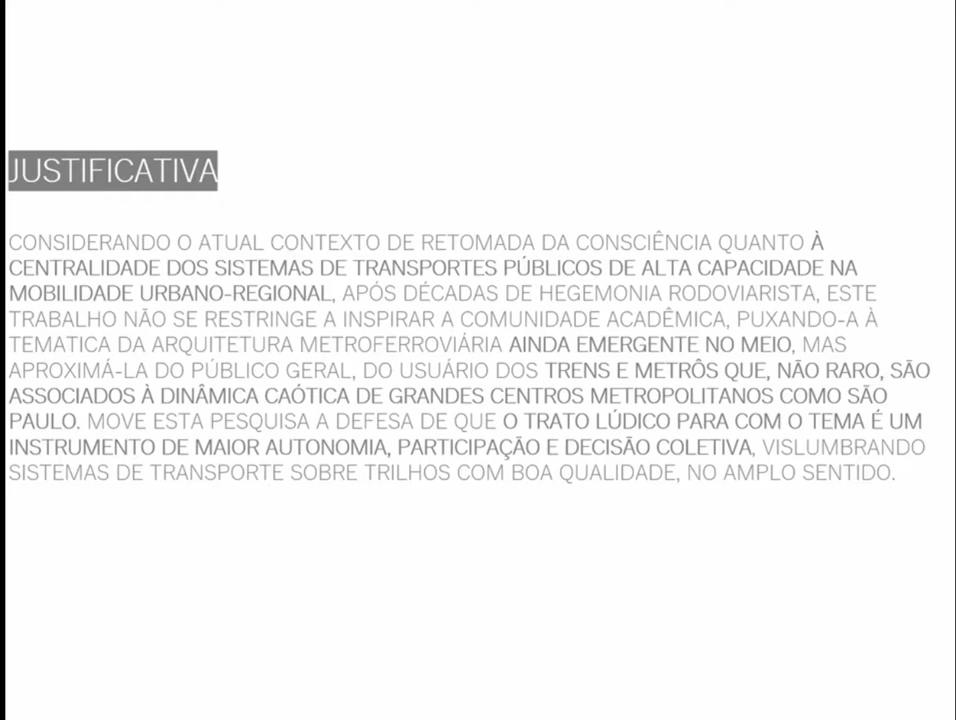 JUSTIFICATIVA
CONSIDERANDO O ATUAL CONTEXTO DE RETOMADA DA CONSCIÊNCIA QUANTO À
CENTRALIDADE DOS SISTEMAS DE TRANSPORTES PÚBLICOS DE ALTA CAPACIDADE NA
MOBILIDADE URBANO-REGIONAL, APÓS DÉCADAS DE HEGEMONIA RODOVIARISTA, ESTE
TRABALHO NÃO SE RESTRINGE A INSPIRAR A COMUNIDADE ACADÊMICA, PUXANDO-A À
TEMATICA DA ARQUITETURA METROFERROVIÁRIA AINDA EMERGENTE NO MEIO, MAS
APROXIMÁ-LA DO PÚBLICO GERAL, DO USUÁRIO DOS TRENS E METRÔS QUE, NÃO RARO, SÃO
ASSOCIADOS À DINÂMICA CAÓTICA DE GRANDES CENTROS METROPOLITANOS COMO SÃO
PAULO. MOVE ESTA PESQUISA A DEFESA DE QUE O TRATO LÚDICO PARA COM O TEMA É UM
INSTRUMENTO DE MAIOR AUTONOMIA, PARTICIPAÇÃO E DECISÃO COLETIVA, VISLUMBRANDO
SISTEMAS DE TRANSPORTE SOBRE TRILHOS COM BOA QUALIDADE, NO AMPLO SENTIDO.